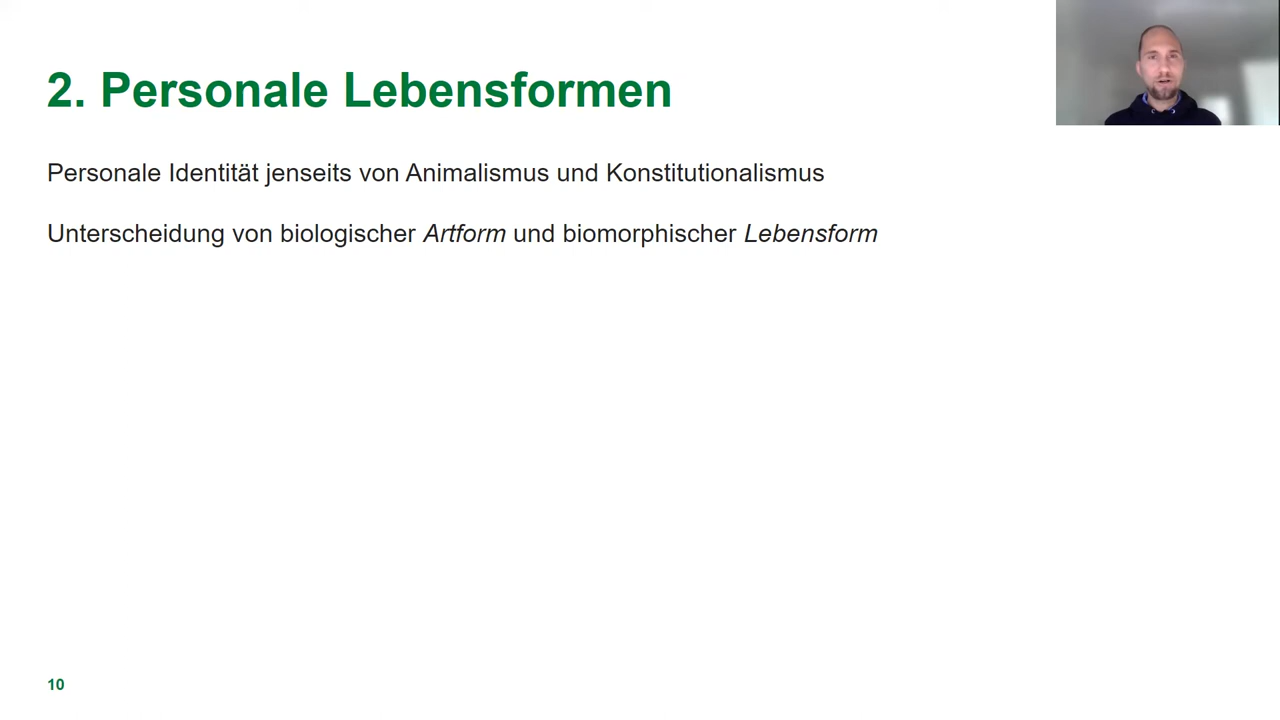 2. Personale Lebensformen
Personale Identität jenseits von Animalismus und Konstitutionalismus
Unterscheidung von biologischer Artform und biomorphischer Lebensform
10